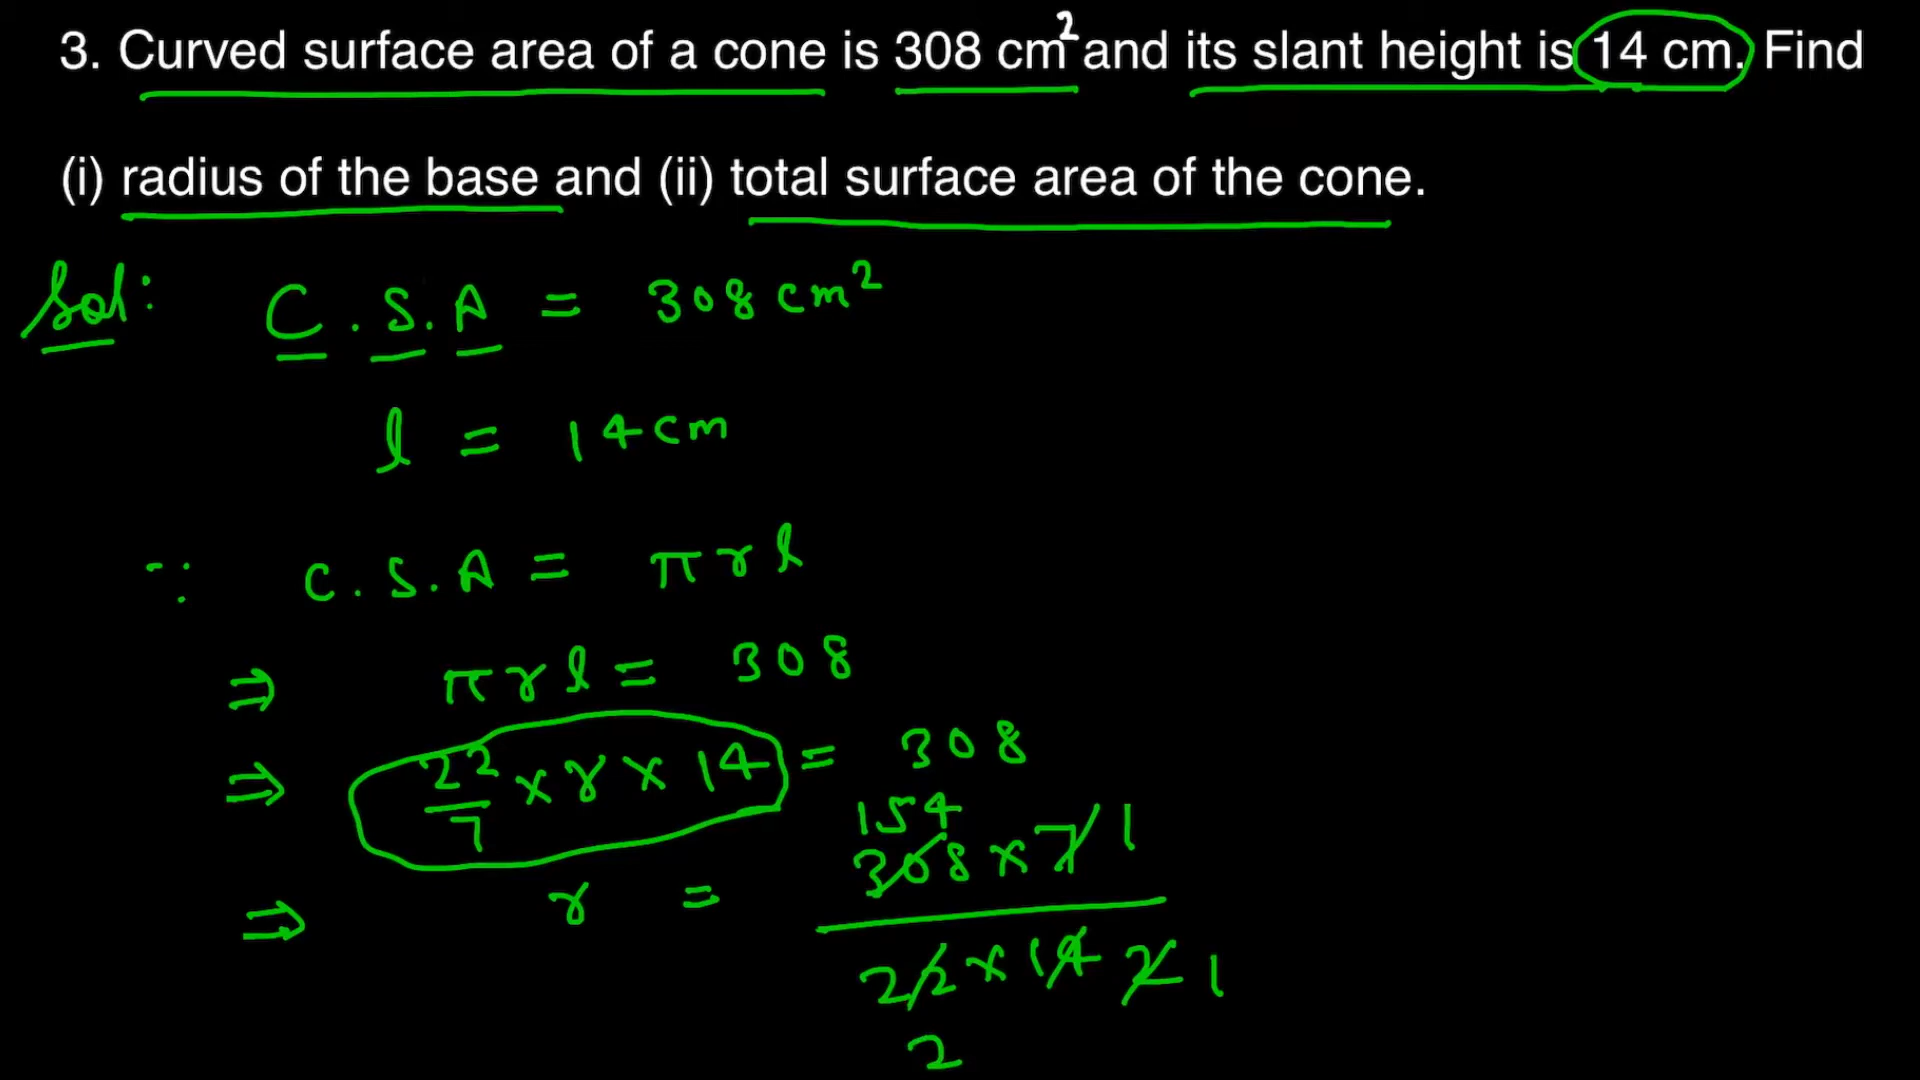 3. Curved surface area of a cone is 308 cm² and its slant height is 14 cm. Find
(i) radius of the base and (ii) total surface area of the cone.
Sol: C.S.A = 308 cm²
l = 14 cm
∵ C.S.A = πrl
⇒ πrl = 308
⇒ 22/7 × r × 14 = 308
154
⇒ r = 308 × 7 1
22 × 14 2 1
2